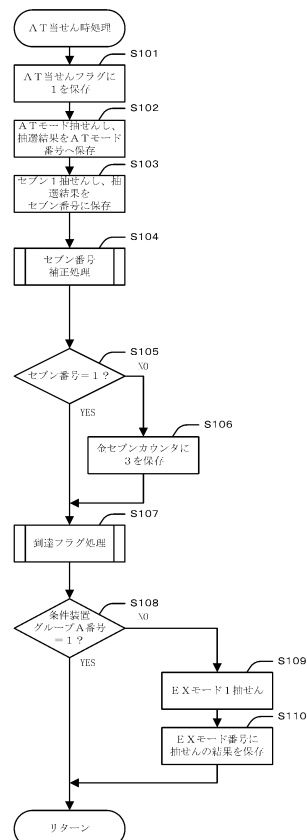 AT当せん時処理
S101
AT当せんフラグに
1を保存
S102
ATモード抽せんし、
抽選結果をATモード
番号へ保存
S103
セブン1抽せんし、抽
選結果を
セブン番号に保存
S104
セブン番号
補正処理
S105
セブン番号=1?
NO
YES
S106
金セブンカウンタに
3を保存
S107
到達フラグ処理
S108
条件装置
グループA番号
=1?
NO
YES
S109
EXモード1抽せん
S110
EXモード番号に
抽せんの結果を保存
リターン